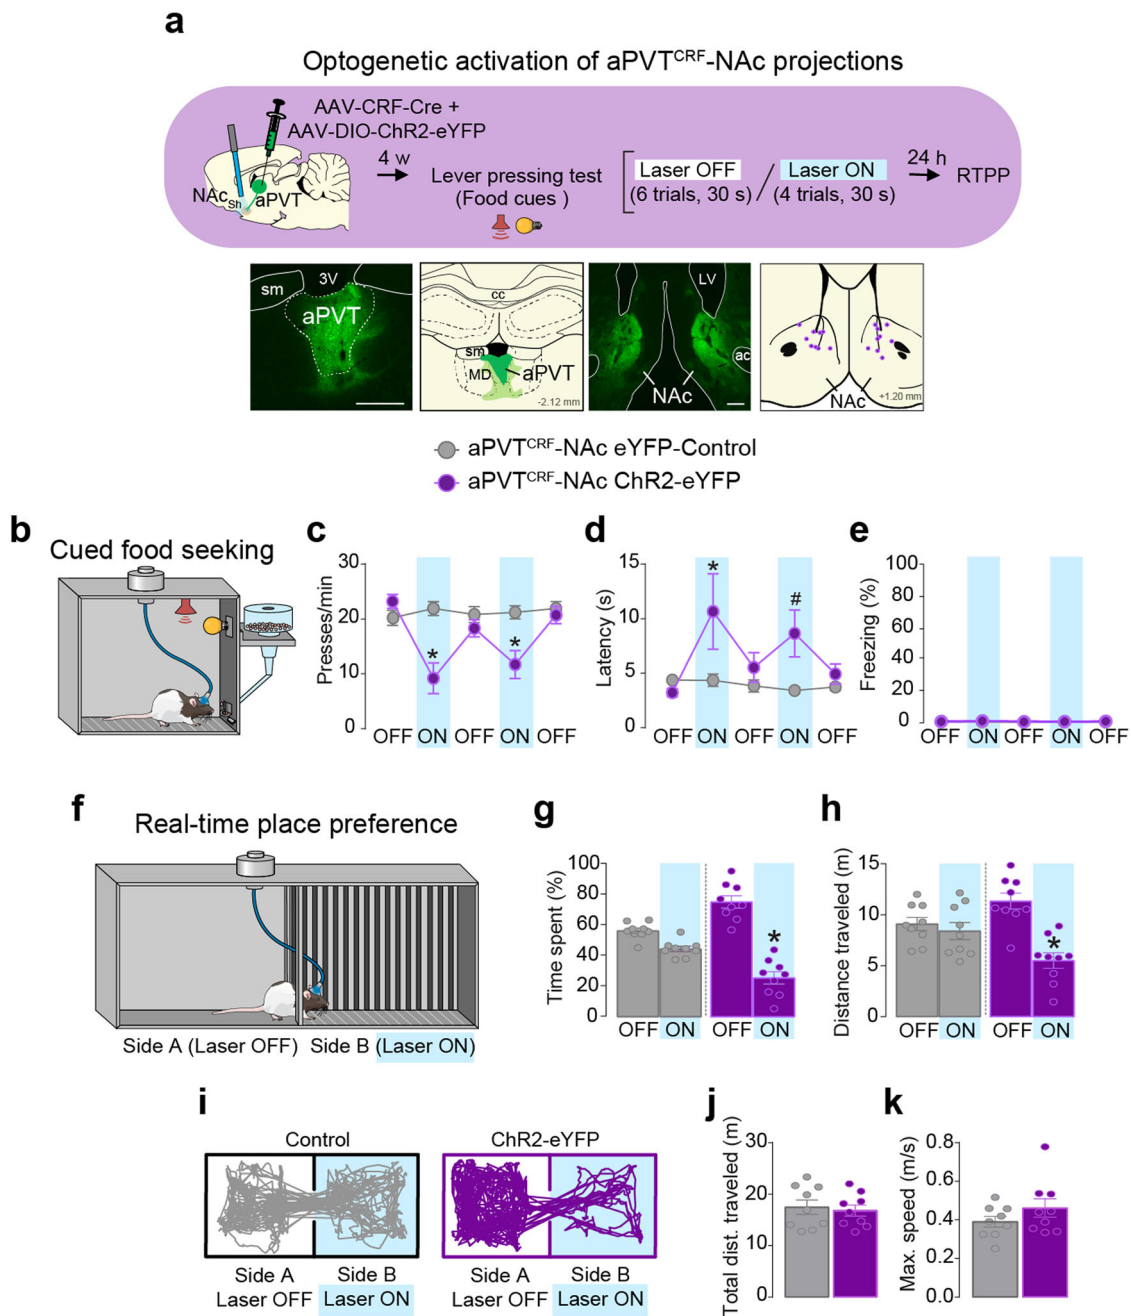 a
Optogenetic activation of aPVTCRF-NAc projections
AAV-CRF-Cre +
AAV-DIO-ChR2-eYFP
NAcSh
aPVT
4 w
Lever pressing test
(Food cues )
Laser OFF
(6 trials, 30 s)
/
Laser ON
(4 trials, 30 s)
24 h
RTPP
sm
3V
aPVT
cc
sm
MD
aPVT
-2.12 mm
LV
ac
NAc
NAc
+1.20 mm
aPVTCRF-NAc eYFP-Control
aPVTCRF-NAc ChR2-eYFP
b
Cued food seeking
c
Presses/min
30
20
10
0
*
*
OFF ON OFF ON OFF
d
Latency (s)
15
10
5
0
*
#
OFF ON OFF ON OFF
e
Freezing (%)
100
80
60
40
20
0
OFF ON OFF ON OFF
f
Real-time place preference
Side A (Laser OFF) Side B (Laser ON)
g
Time spent (%)
100
80
60
40
20
0
*
OFF ON OFF ON
h
Distance traveled (m)
15
10
5
0
*
OFF ON OFF ON
i
Control
Side A Side B
Laser OFF Laser ON
ChR2-eYFP
Side A Side B
Laser OFF Laser ON
j
Total dist. traveled (m)
30
20
10
0
k
Max. speed (m/s)
0.8
0.6
0.4
0.2
0.0